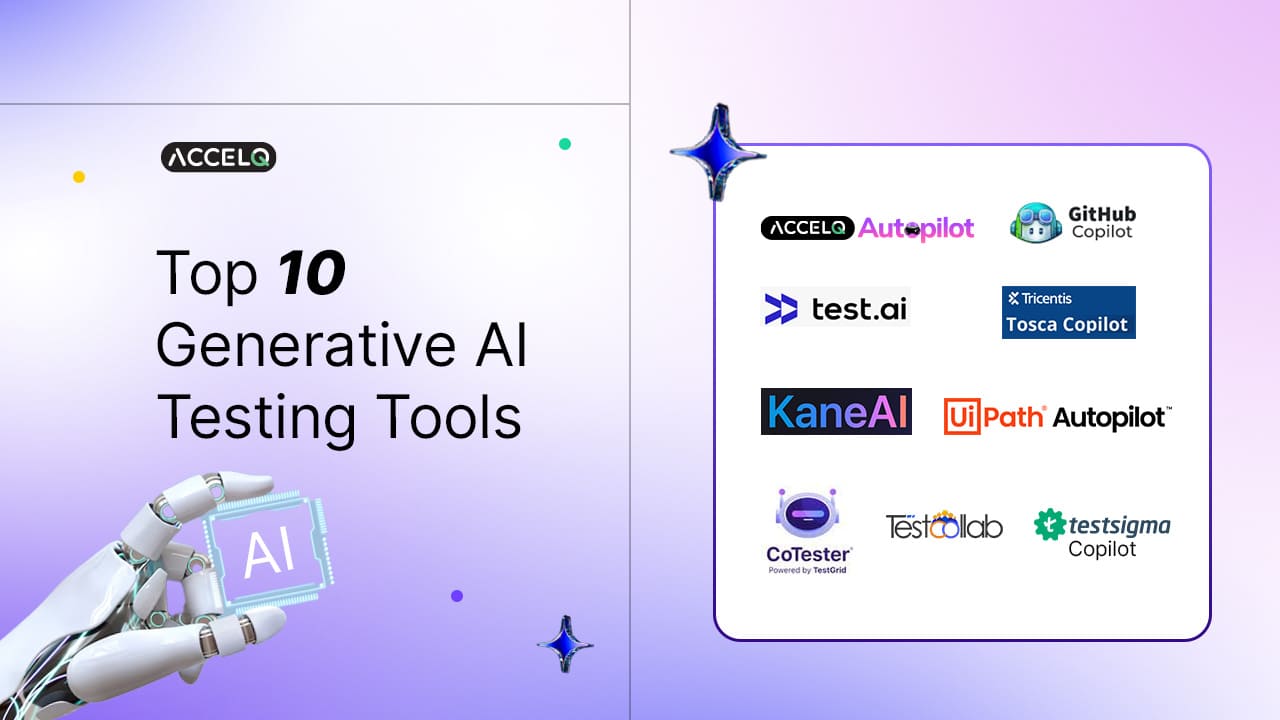 ACCELQ
Top 10
Generative AI
Testing Tools
AI
ACCELQ Autopilot
GitHub
Copilot
test.ai
Tricentis
Tosca Copilot
KaneAI
UiPath® Autopilot™
CoTester®
Powered by TestGrid
Testcollab
testsigma
Copilot